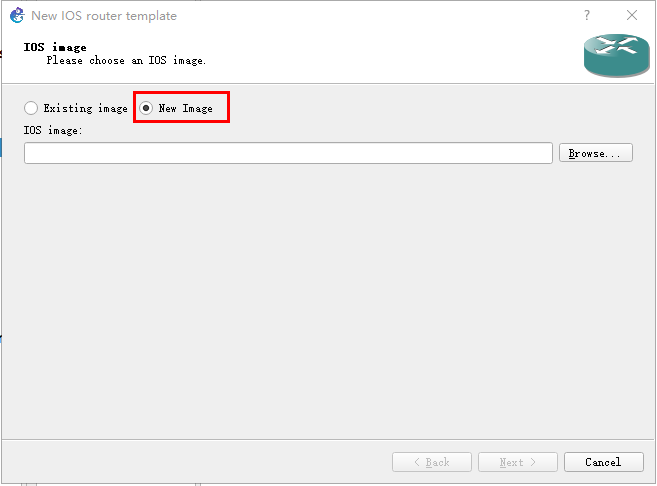 New IOS router template
IOS image
Please choose an IOS image.
Existing image New Image
IOS image:
Browse...
< Back Next > Cancel